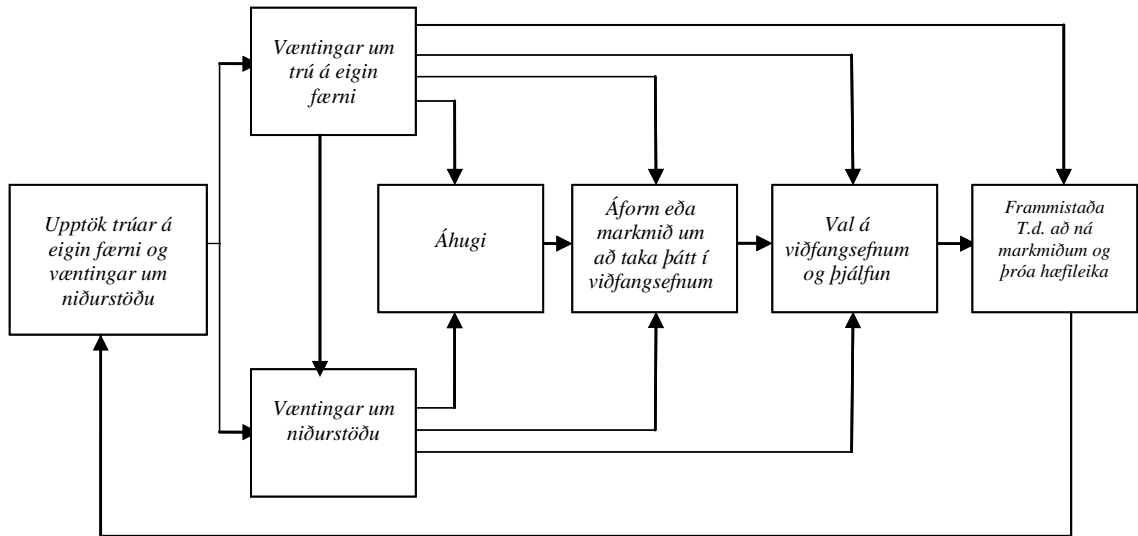 Væntingar um
trú á eigin
færni
Upptök trúar á
eigin færni og
væntingar um
niðurstöðu
Áhugi
Áform eða
markmið um
að taka þátt í
viðfangsefnum
Val á
viðfangsefnum
og þjálfun
Frammistaða
T.d. að ná
markmiðum og
þróa hæfileika
Væntingar um
niðurstöðu